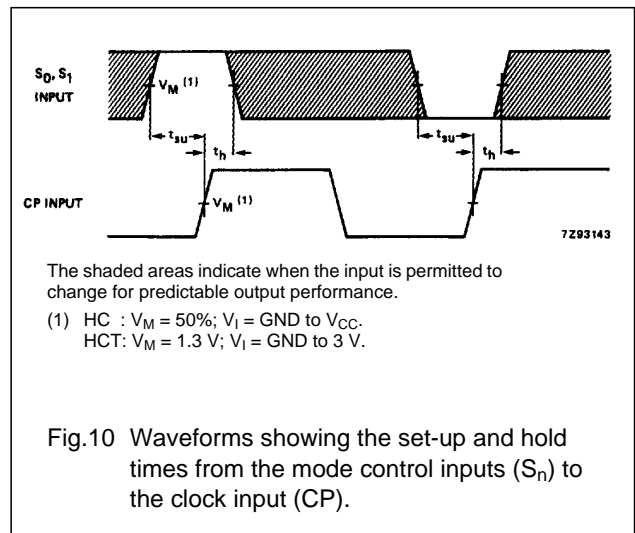 S0, S1
INPUT
VM (1)
tsu
th
tsu
th
CP INPUT
VM (1)
7Z93143
The shaded areas indicate when the input is permitted to
change for predictable output performance.
(1) HC : VM = 50%; VI = GND to VCC.
HCT: VM = 1.3 V; VI = GND to 3 V.
Fig.10 Waveforms showing the set-up and hold
times from the mode control inputs (Sn) to
the clock input (CP).